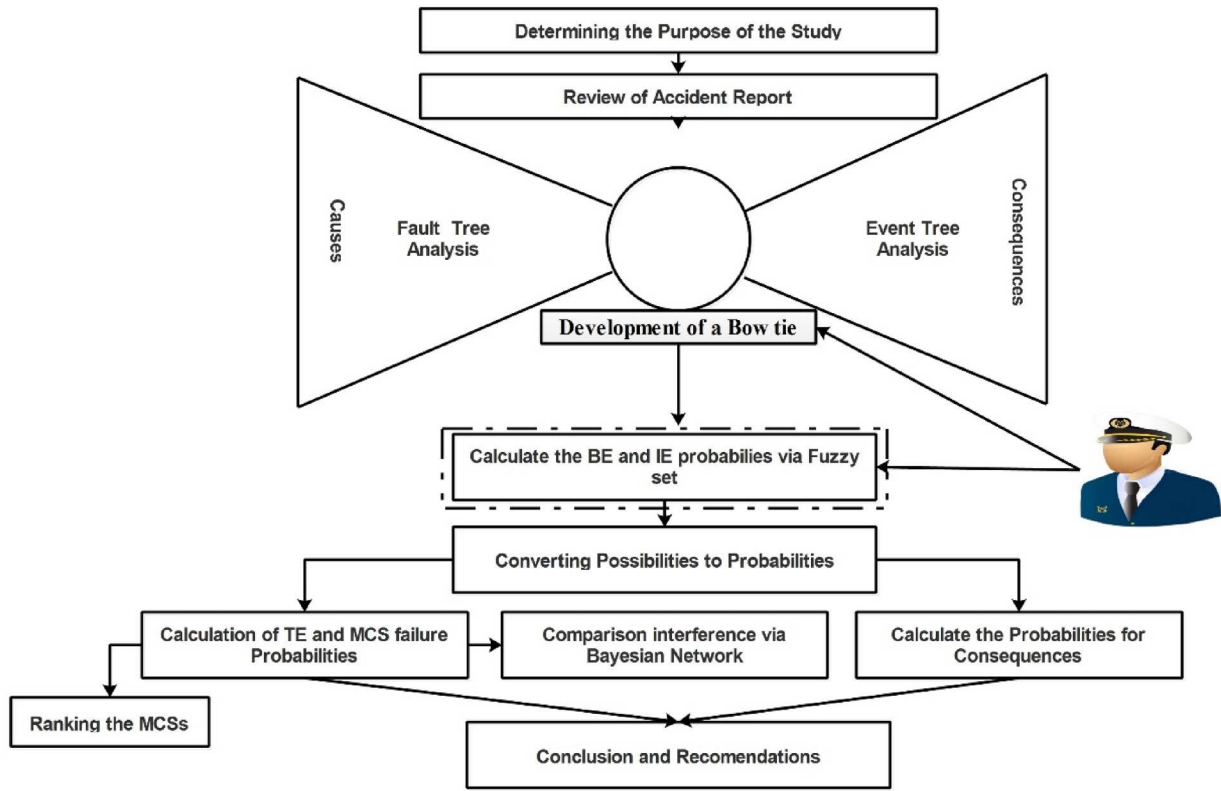 Determining the Purpose of the Study
Review of Accident Report
Causes
Fault Tree
Analysis
Event Tree
Analysis
Consequences
Development of a Bow tie
Calculate the BE and IE probabilies via Fuzzy
set
Converting Possibilities to Probabilities
Calculation of TE and MCS failure
Probabilities
Comparison interference via
Bayesian Network
Calculate the Probabilities for
Consequences
Ranking the MCSs
Conclusion and Recomendations